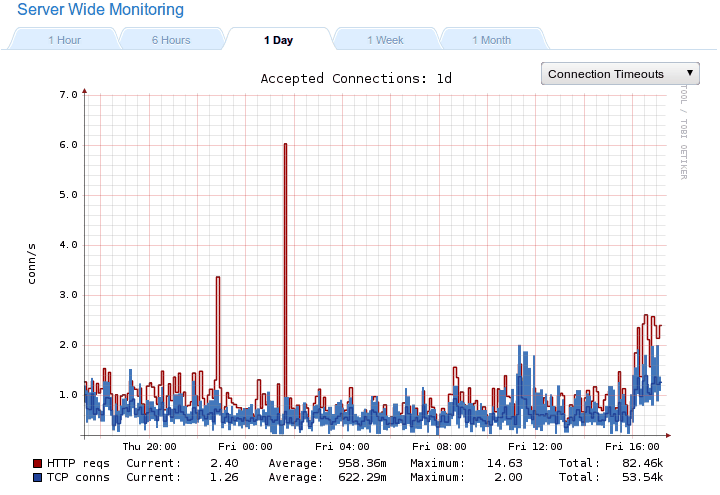 Server Wide Monitoring
1 Hour 6 Hours 1 Day 1 Week 1 Month
Accepted Connections: 1d
Connection Timeouts
TOOL / TOBI OETIKER
conn/s
7.0
6.0
5.0
4.0
3.0
2.0
1.0
Thu 20:00 Fri 00:00 Fri 04:00 Fri 08:00 Fri 12:00 Fri 16:00
HTTP reqs Current: 2.40 Average: 958.36m Maximum: 14.63 Total: 82.46k
TCP conns Current: 1.26 Average: 622.29m Maximum: 2.00 Total: 53.54k